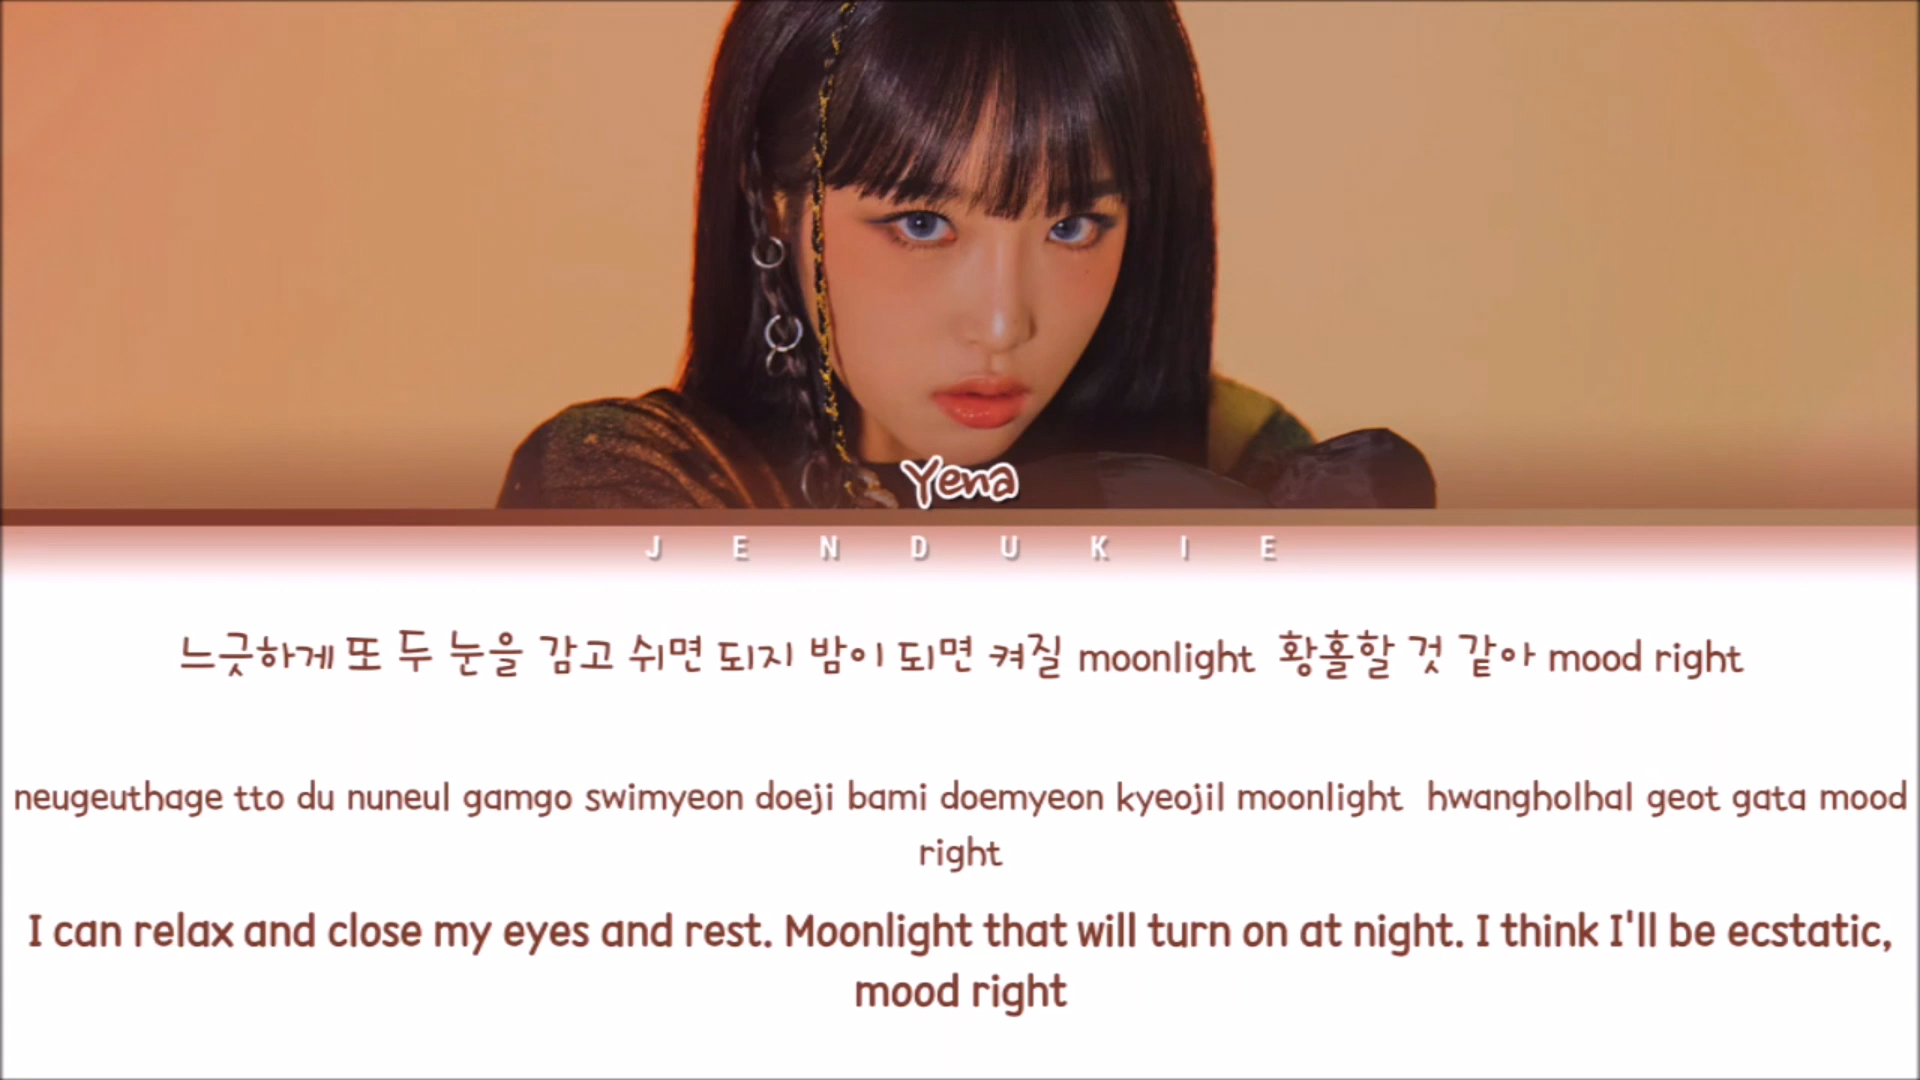 Yena
JENDUKIE
느긋하게 또 두 눈을 감고 쉬면 되지 밤이 되면 켜질 moonlight 황홀할 것 같아 mood right
neugeuthage tto du nuneul gamgo swimyeon doeji bami doemyeon kyeojil moonlight hwangholhal geot gata mood
right
I can relax and close my eyes and rest. Moonlight that will turn on at night. I think I'll be ecstatic,
mood right